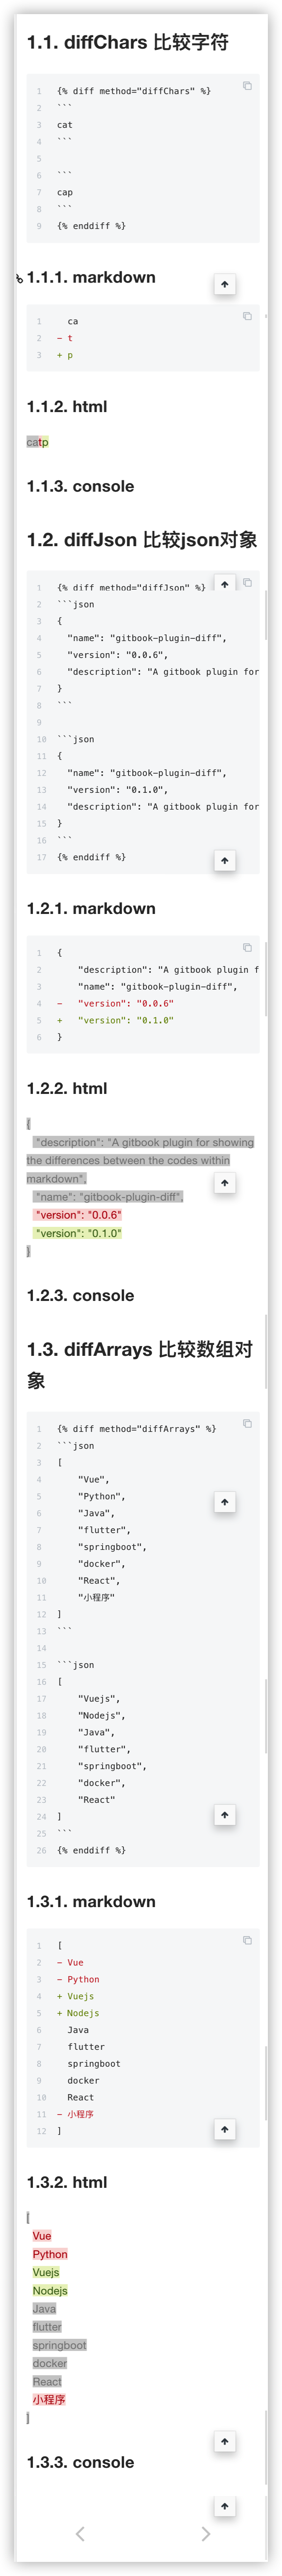 1.1. diffChars 比较字符
1 {% diff method="diffChars" %}
2 ```
3 cat
4 ```
5
6 ```
7 cap
8 ```
9 {% enddiff %}
1.1.1. markdown
1   ca
2 - t
3 + p
1.1.2. html
catp
1.1.3. console
1.2. diffJson 比较json对象
1 {% diff method="diffJson" %}
2 ```json
3 {
4   "name": "gitbook-plugin-diff",
5   "version": "0.0.6",
6   "description": "A gitbook plugin for
7 }
8 ```
9
10 ```json
11 {
12   "name": "gitbook-plugin-diff",
13   "version": "0.1.0",
14   "description": "A gitbook plugin for
15 }
16 ```
17 {% enddiff %}
1.2.1. markdown
1 {
2     "description": "A gitbook plugin f
3     "name": "gitbook-plugin-diff",
4 -   "version": "0.0.6"
5 +   "version": "0.1.0"
6 }
1.2.2. html
{
"description": "A gitbook plugin for showing
the differences between the codes within
markdown",
"name": "gitbook-plugin-diff",
"version": "0.0.6"
"version": "0.1.0"
}
1.2.3. console
1.3. diffArrays 比较数组对
象
1 {% diff method="diffArrays" %}
2 ```json
3 [
4     "Vue",
5     "Python",
6     "Java",
7     "flutter",
8     "springboot",
9     "docker",
10     "React",
11     "小程序"
12 ]
13 ```
14
15 ```json
16 [
17     "Vuejs",
18     "Nodejs",
19     "Java",
20     "flutter",
21     "springboot",
22     "docker",
23     "React"
24 ]
25 ```
26 {% enddiff %}
1.3.1. markdown
1 [
2 - Vue
3 - Python
4 + Vuejs
5 + Nodejs
6   Java
7   flutter
8   springboot
9   docker
10   React
11 - 小程序
12 ]
1.3.2. html
[
Vue
Python
Vuejs
Nodejs
Java
flutter
springboot
docker
React
小程序
]
1.3.3. console